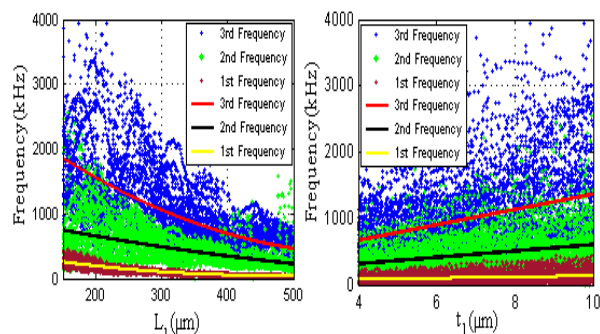 4000
3000
2000
1000
0
Frequency(kHz)
3rd Frequency
2nd Frequency
1st Frequency
3rd Frequency
2nd Frequency
1st Frequency
200
300
400
500
L1(μm)
4000
3000
2000
1000
0
Frequency(kHz)
3rd Frequency
2nd Frequency
1st Frequency
3rd Frequency
2nd Frequency
1st Frequency
4
6
8
10
t1(μm)